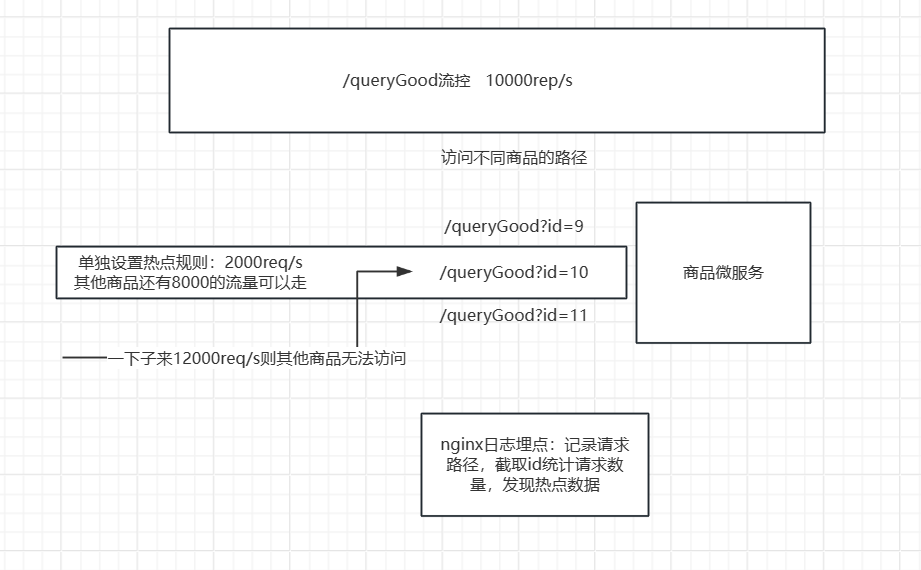 /queryGood流控 10000rep/s
访问不同商品的路径
/queryGood?id=9
单独设置热点规则：2000req/s
其他商品还有8000的流量可以走
/queryGood?id=10
商品微服务
/queryGood?id=11
一下子来12000req/s则其他商品无法访问
nginx日志埋点：记录请求
路径，截取id统计请求数
量，发现热点数据